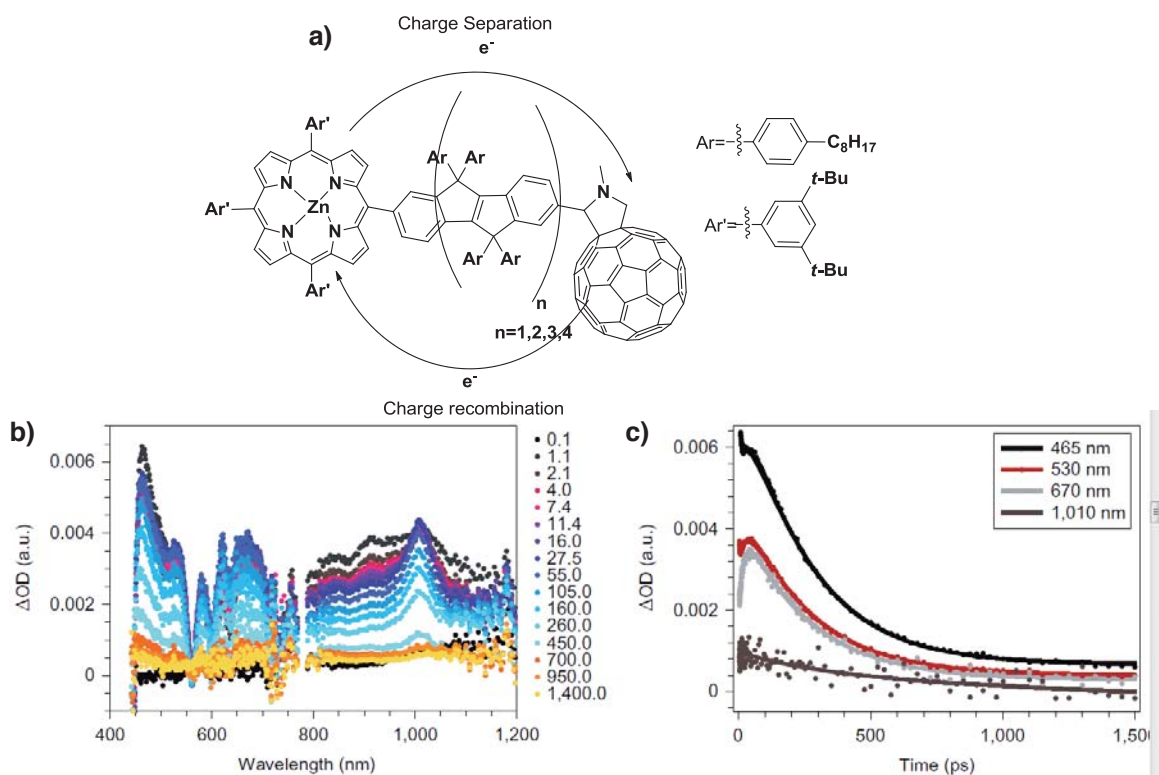 a)
Charge Separation
e-
Ar'
Ar Ar
N N
Zn
N N
Ar'
Ar Ar
Ar'
N
n
n=1,2,3,4
e-
Charge recombination
Ar= C8H17
t-Bu
Ar'=
t-Bu
b)
ΔOD (a.u.)
0.006
0.004
0.002
0
400 600 800 1,000 1,200
Wavelength (nm)
0.1
1.1
2.1
4.0
7.4
11.4
16.0
27.5
55.0
105.0
160.0
260.0
450.0
700.0
950.0
1,400.0
c)
ΔOD (a.u.)
0.006
0.004
0.002
0
465 nm
530 nm
670 nm
1,010 nm
0 500 1,000 1,50
Time (ps)